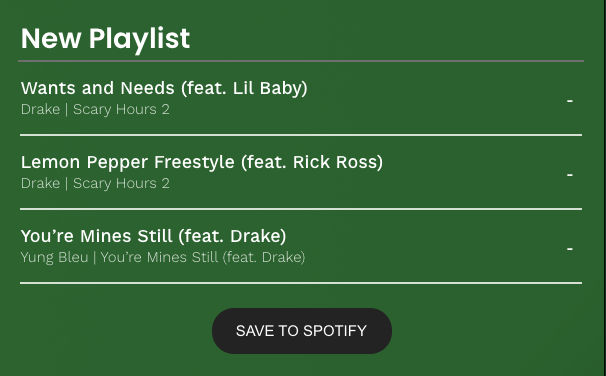 New Playlist
Wants and Needs (feat. Lil Baby)
Drake | Scary Hours 2
-
Lemon Pepper Freestyle (feat. Rick Ross)
Drake | Scary Hours 2
-
You’re Mines Still (feat. Drake)
Yung Bleu | You’re Mines Still (feat. Drake)
-
SAVE TO SPOTIFY